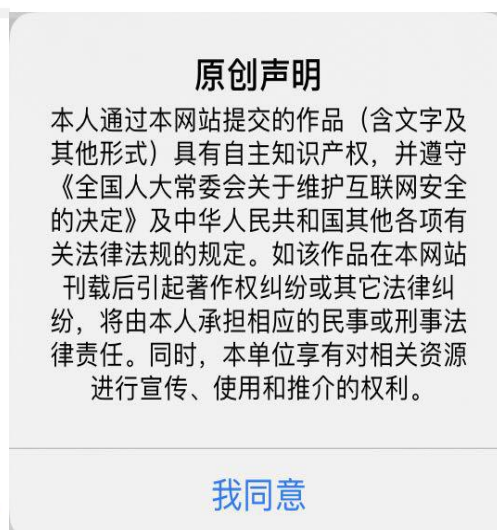 原创声明
本人通过本网站提交的作品（含文字及
其他形式）具有自主知识产权，并遵守
《全国人大常委会关于维护互联网安全
的决定》及中华人民共和国其他各项有
关法律法规的规定。如该作品在本网站
刊载后引起著作权纠纷或其它法律纠
纷，将由本人承担相应的民事或刑事法
律责任。同时，本单位享有对相关资源
进行宣传、使用和推介的权利。
我同意